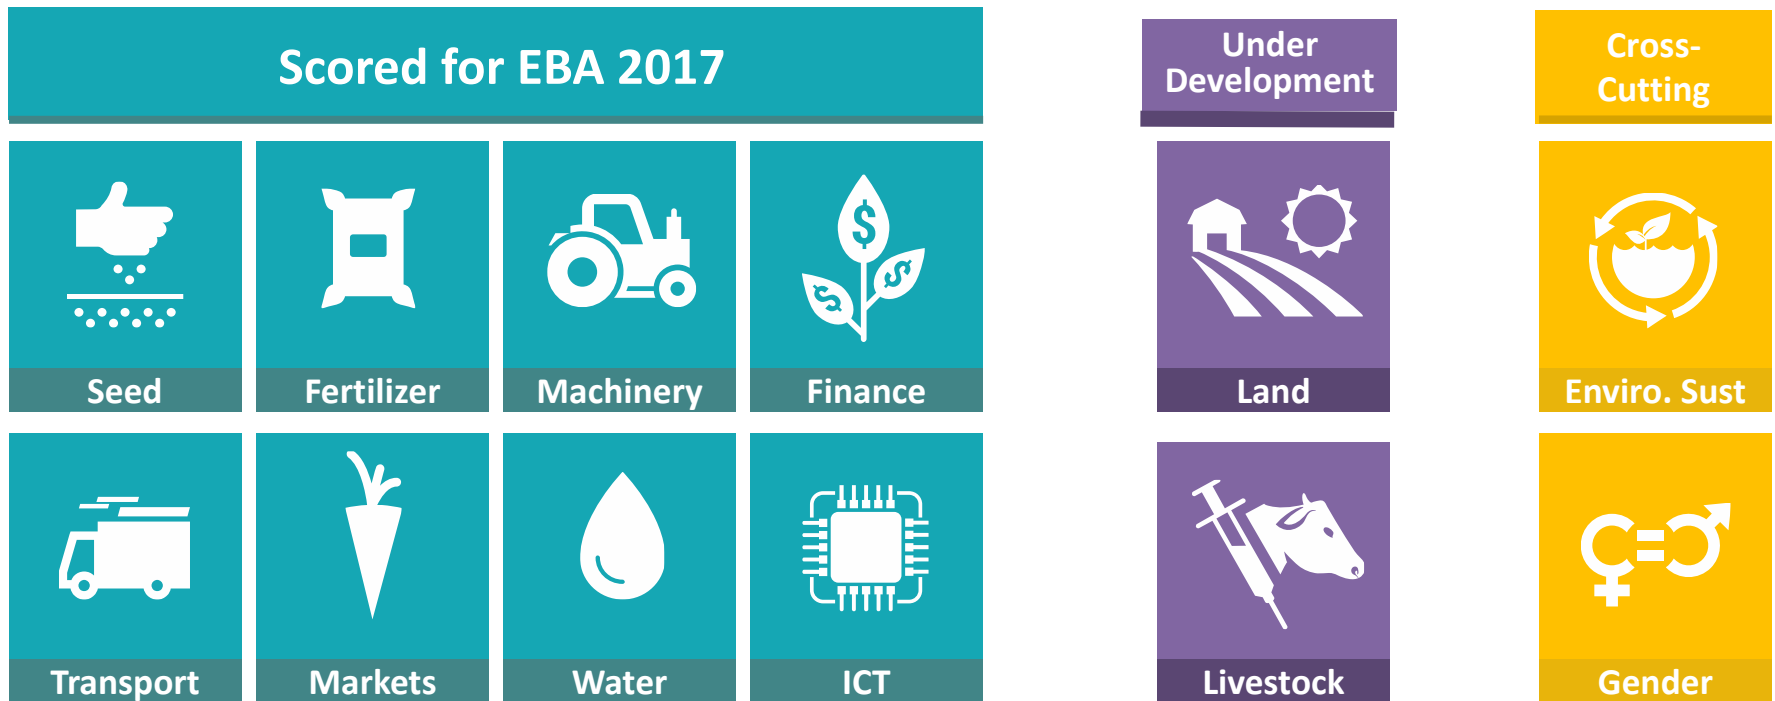 Scored for EBA 2017
Seed
Fertilizer
Machinery
Finance
Transport
Markets
Water
ICT
Under
Development
Land
Livestock
Cross-
Cutting
Enviro. Sust
Gender